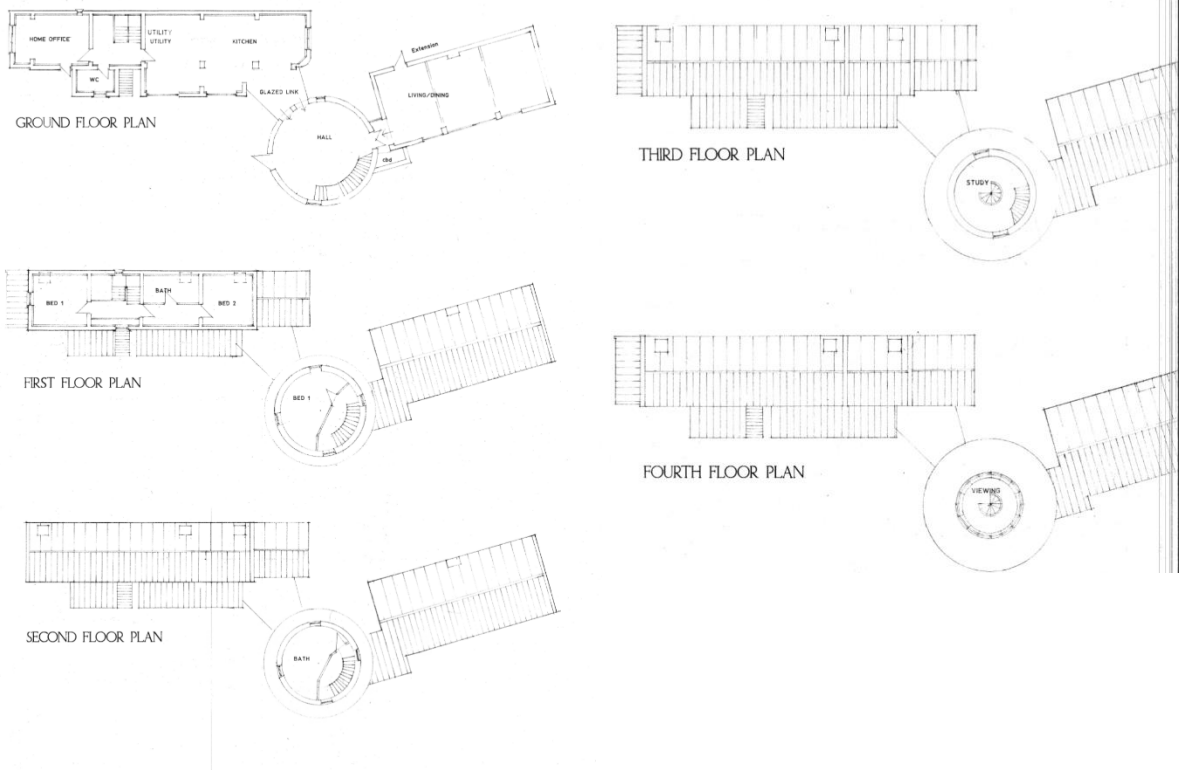 HOME OFFICE
UTILITY
UTILITY
KITCHEN
WC
GLAZED LINK
HALL
Extension
LIVING/DINING
cbd
GROUND FLOOR PLAN
BED 1
BATH
BED 2
BED 1
FIRST FLOOR PLAN
BATH
SECOND FLOOR PLAN
STUDY
THIRD FLOOR PLAN
VIEWING
FOURTH FLOOR PLAN